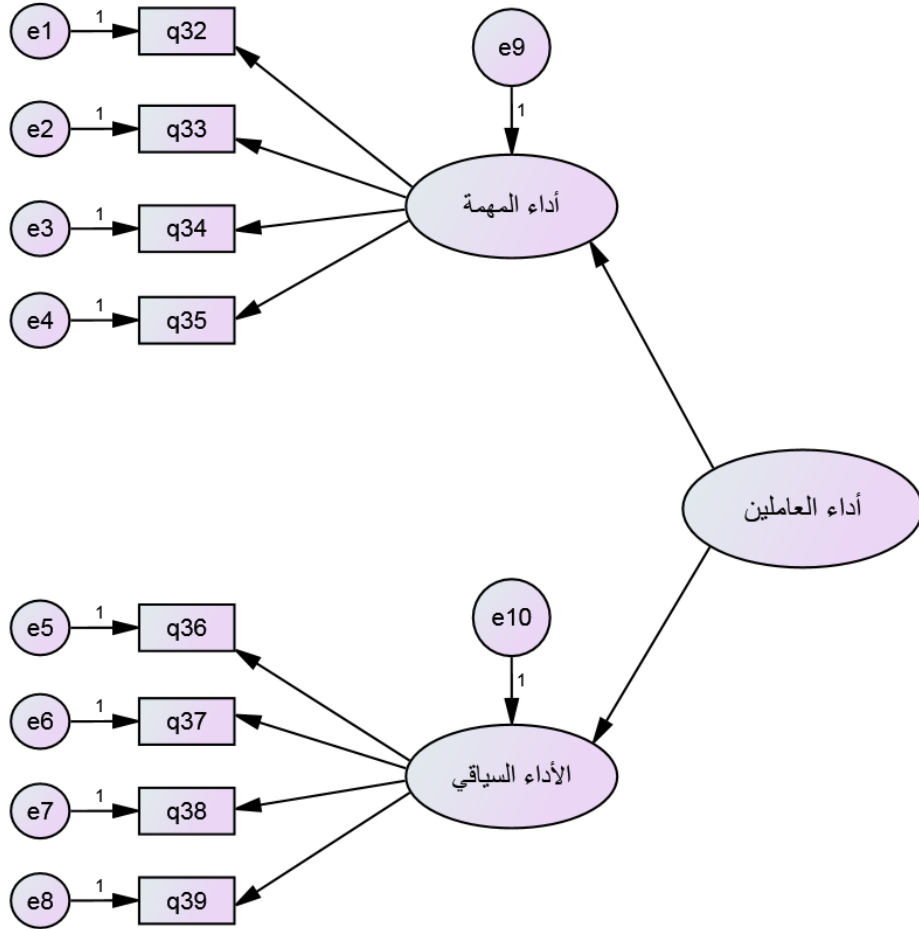 e1
1
q32
e9
1
e2
1
q33
أداء المهمة
e3
1
q34
e4
1
q35
أداء العاملين
e5
1
q36
e10
1
e6
1
q37
الأداء السياقي
e7
1
q38
e8
1
q39